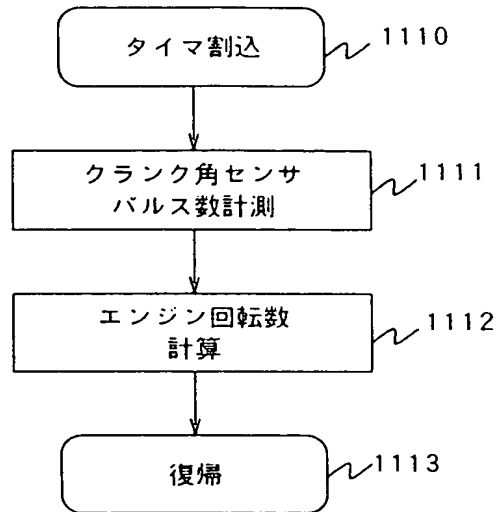 タイマ割込
1110
クランク角センサ
パルス数計測
1111
エンジン回転数
計算
1112
復帰
1113